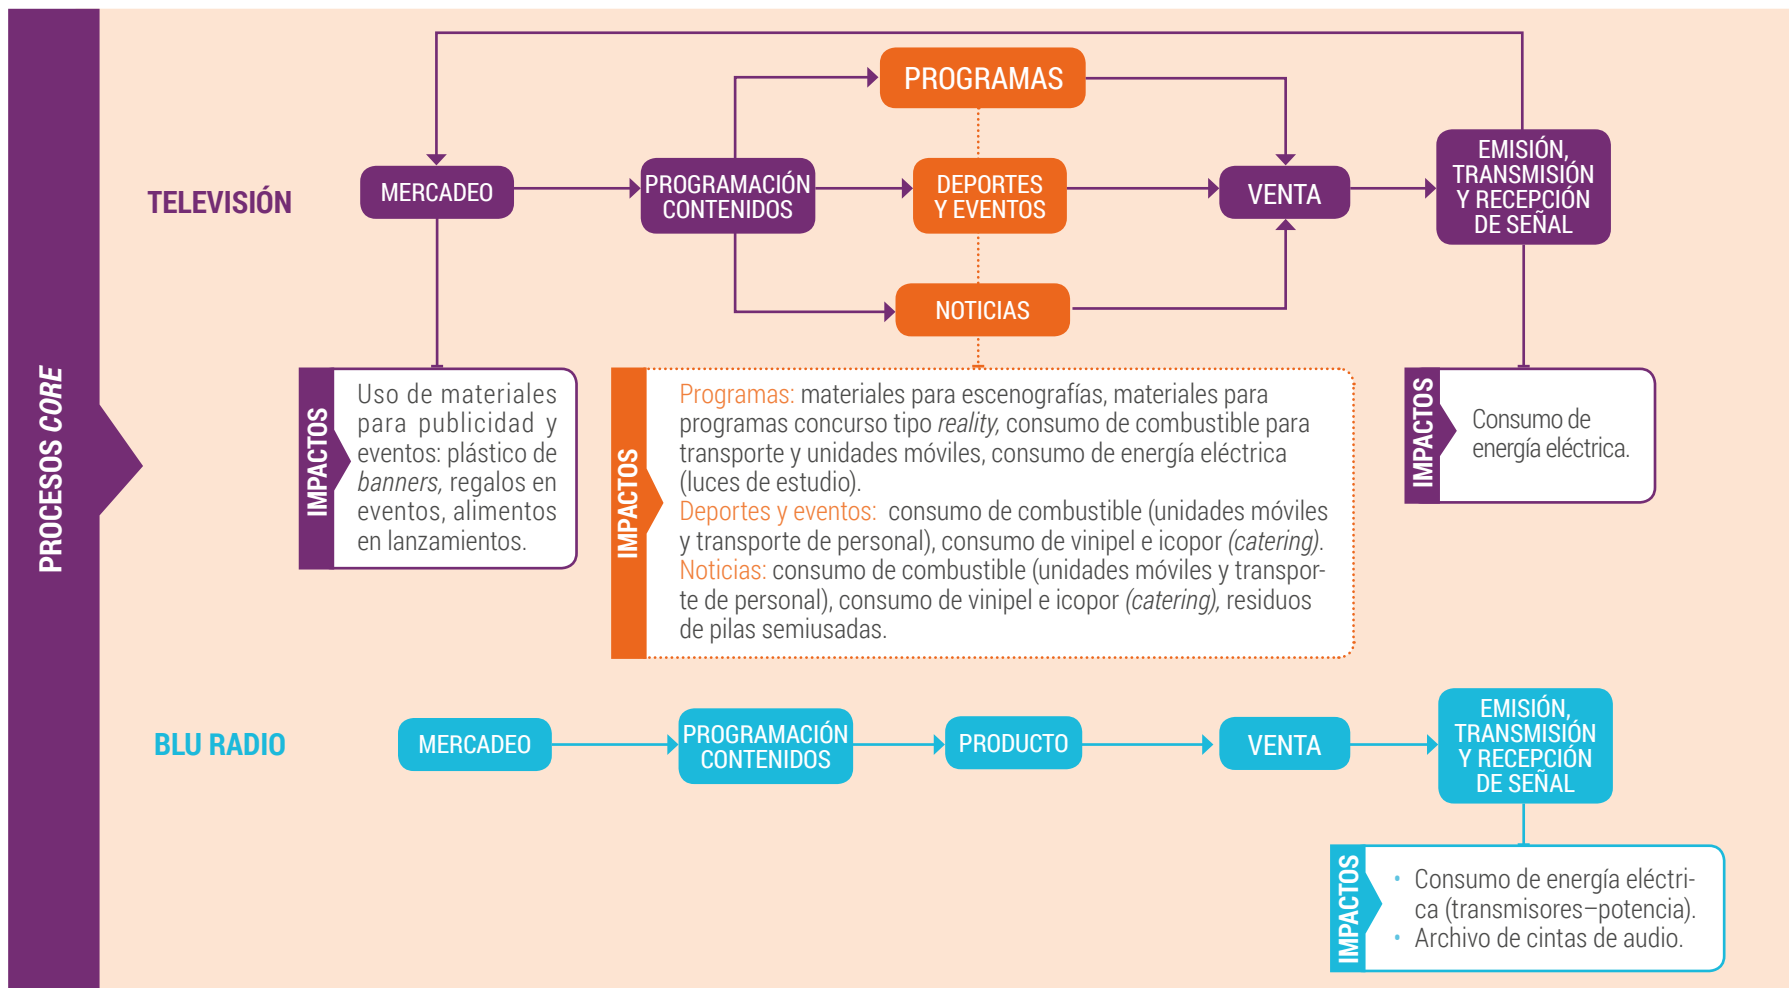 PROCESOS CORE
TELEVISIÓN
MERCADEO
PROGRAMACIÓN
CONTENIDOS
PROGRAMAS
DEPORTES
Y EVENTOS
NOTICIAS
VENTA
EMISIÓN,
TRANSMISIÓN
Y RECEPCIÓN
DE SEÑAL
IMPACTOS
Uso de materiales
para publicidad y
eventos: plástico de
banners, regalos en
eventos, alimentos
en lanzamientos.
IMPACTOS
Programas: materiales para escenografías, materiales para
programas concurso tipo reality, consumo de combustible para
transporte y unidades móviles, consumo de energía eléctrica
(luces de estudio).
Deportes y eventos: consumo de combustible (unidades móviles
y transporte de personal), consumo de vinipel e icopor (catering).
Noticias: consumo de combustible (unidades móviles y transpor-
te de personal), consumo de vinipel e icopor (catering), residuos
de pilas semiusadas.
IMPACTOS
Consumo de
energía eléctrica.
BLU RADIO
MERCADEO
PROGRAMACIÓN
CONTENIDOS
PRODUCTO
VENTA
EMISIÓN,
TRANSMISIÓN
Y RECEPCIÓN
DE SEÑAL
IMPACTOS
• Consumo de energía eléctri-
ca (transmisores–potencia).
• Archivo de cintas de audio.